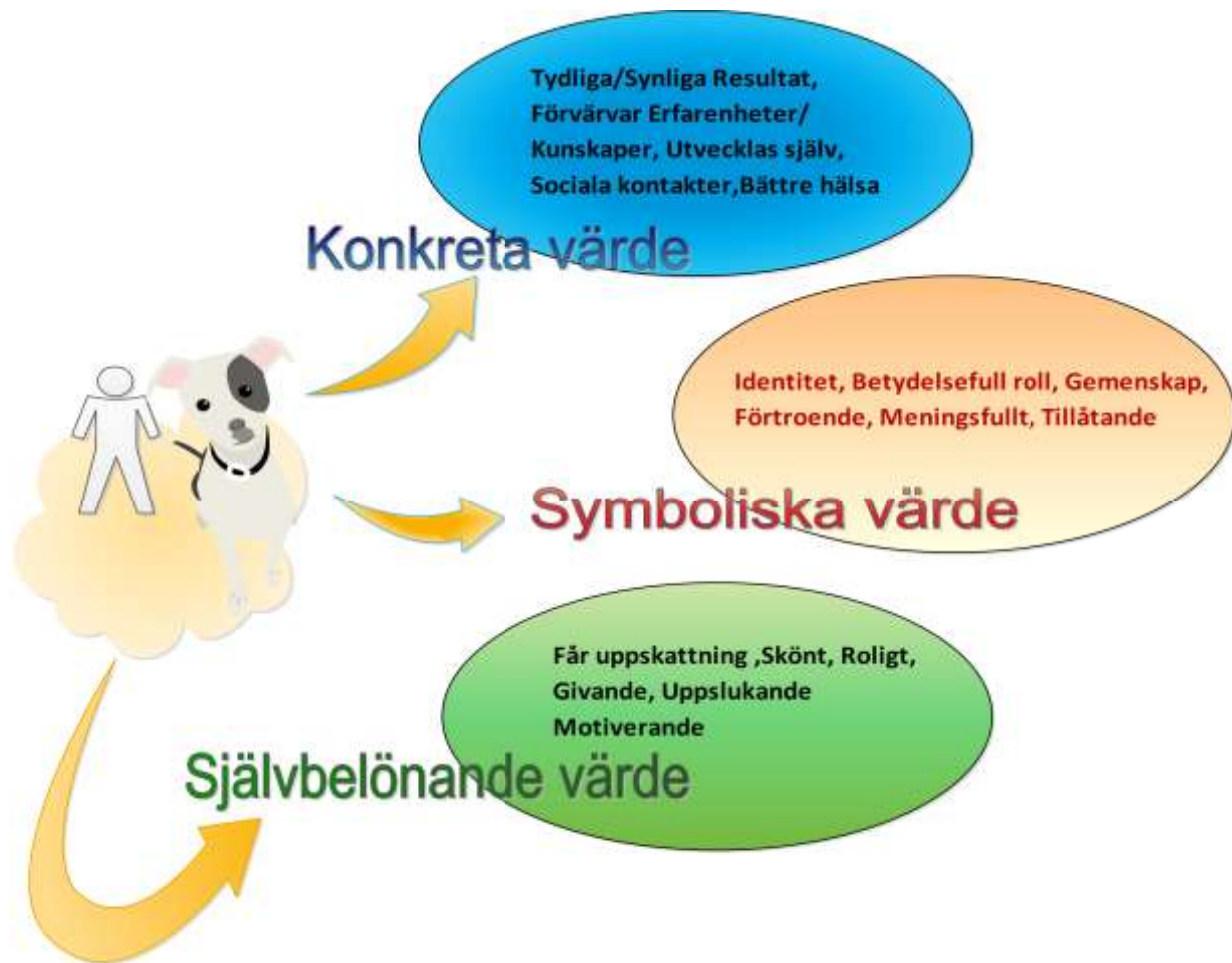 Tydliga/Synliga Resultat,
Förvärvar Erfarenheter/
Kunskaper, Utvecklas själv,
Sociala kontakter,Bättre hälsa
Konkreta värde
Identitet, Betydelsefull roll, Gemenskap,
Förtroende, Meningsfullt, Tillåtande
Symboliska värde
Får uppskattning ,Skönt, Roligt,
Givande, Uppslukande
Motiverande
Självbelönande värde